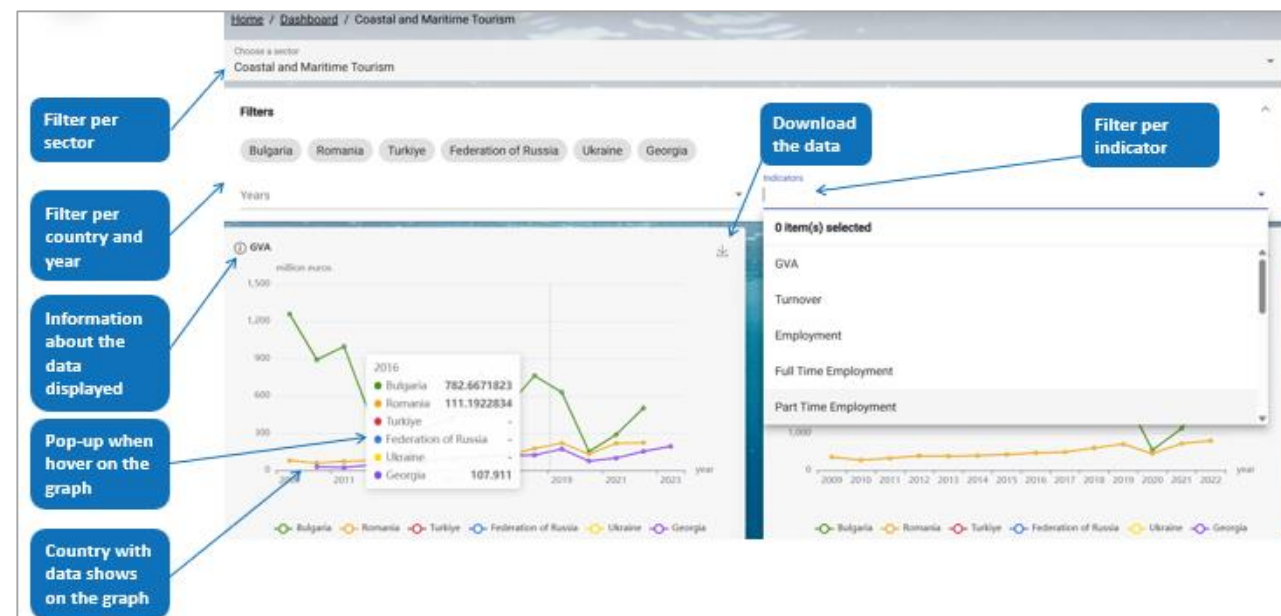 Home / Dashboard / Coastal and Maritime Tourism
Choose a sector
Coastal and Maritime Tourism
Filter per
sector
Filters
Bulgaria Romania Turkiye Federation of Russia Ukraine Georgia
Download
the data
Filter per
indicator
Filter per
country and
year
Years
Indicators
0 item(s) selected
GVA
Turnover
Employment
Full Time Employment
Part Time Employment
Information
about the
data
displayed
GVA
million euros
1,500
1,200
900
600
300
0
2016
Bulgaria 782.6671823
Romania 111.1922834
Turkiye -
Federation of Russia -
Ukraine -
Georgia 107.911
2011 2019 2021 2023 year
Bulgaria Romania Turkiye Federation of Russia Ukraine Georgia
Pop-up when
hover on the
graph
Country with
data shows
on the graph
1,000
0
2009 2010 2011 2012 2013 2014 2015 2016 2017 2018 2019 2020 2021 2022 year
Bulgaria Romania Turkiye Federation of Russia Ukraine Georgia